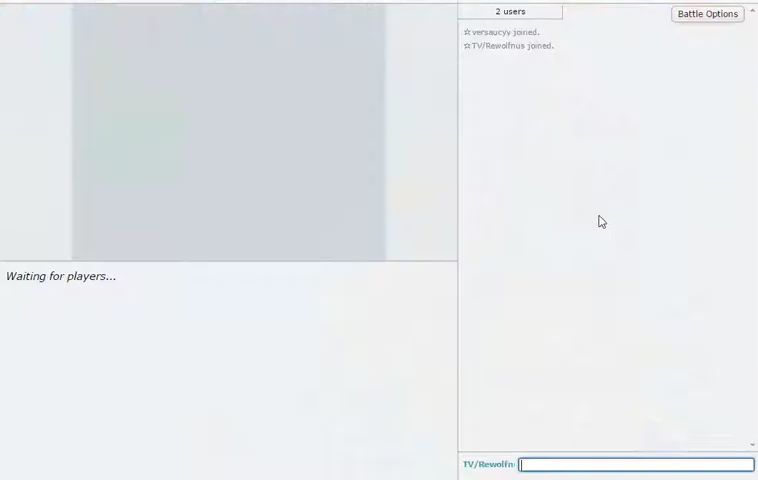 2 users
Battle Options
☆versaucyy joined.
☆TV/Rewolfnus joined.
Waiting for players...
TV/Rewolfn